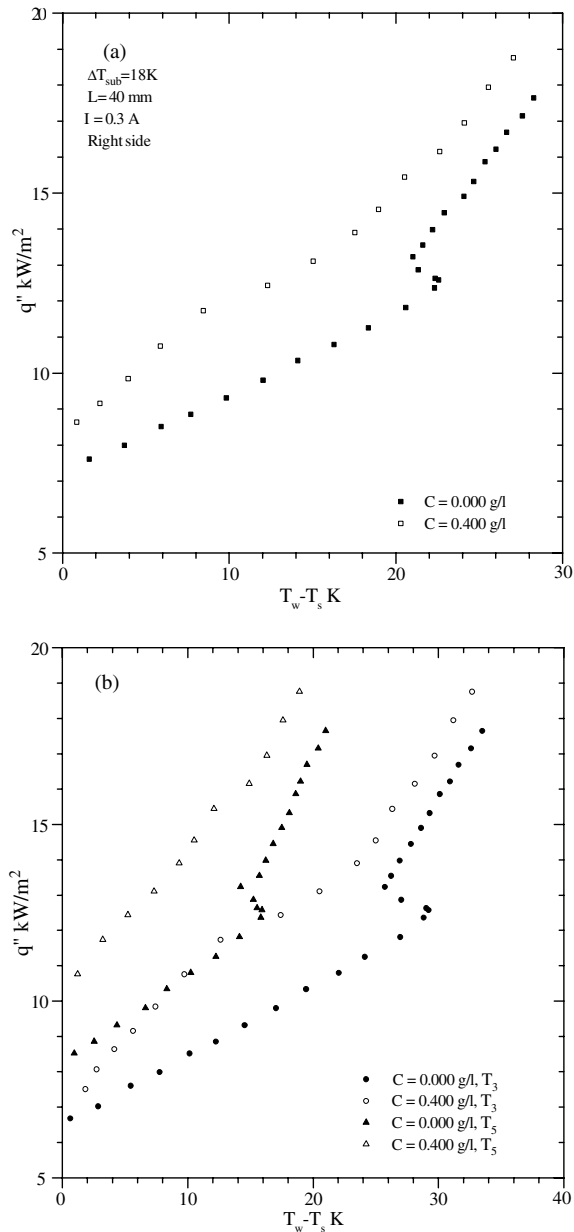 20
(a)
ΔTsub=18K
L=40 mm
I = 0.3 A
Right side
15
q" kW/m²
10
C = 0.000 g/l
C = 0.400 g/l
5
0 10 20 30
Tw-Ts K
20
(b)
15
q" kW/m²
10
C = 0.000 g/l, T3
C = 0.400 g/l, T3
C = 0.000 g/l, T5
C = 0.400 g/l, T5
5
0 10 20 30 40
Tw-Ts K